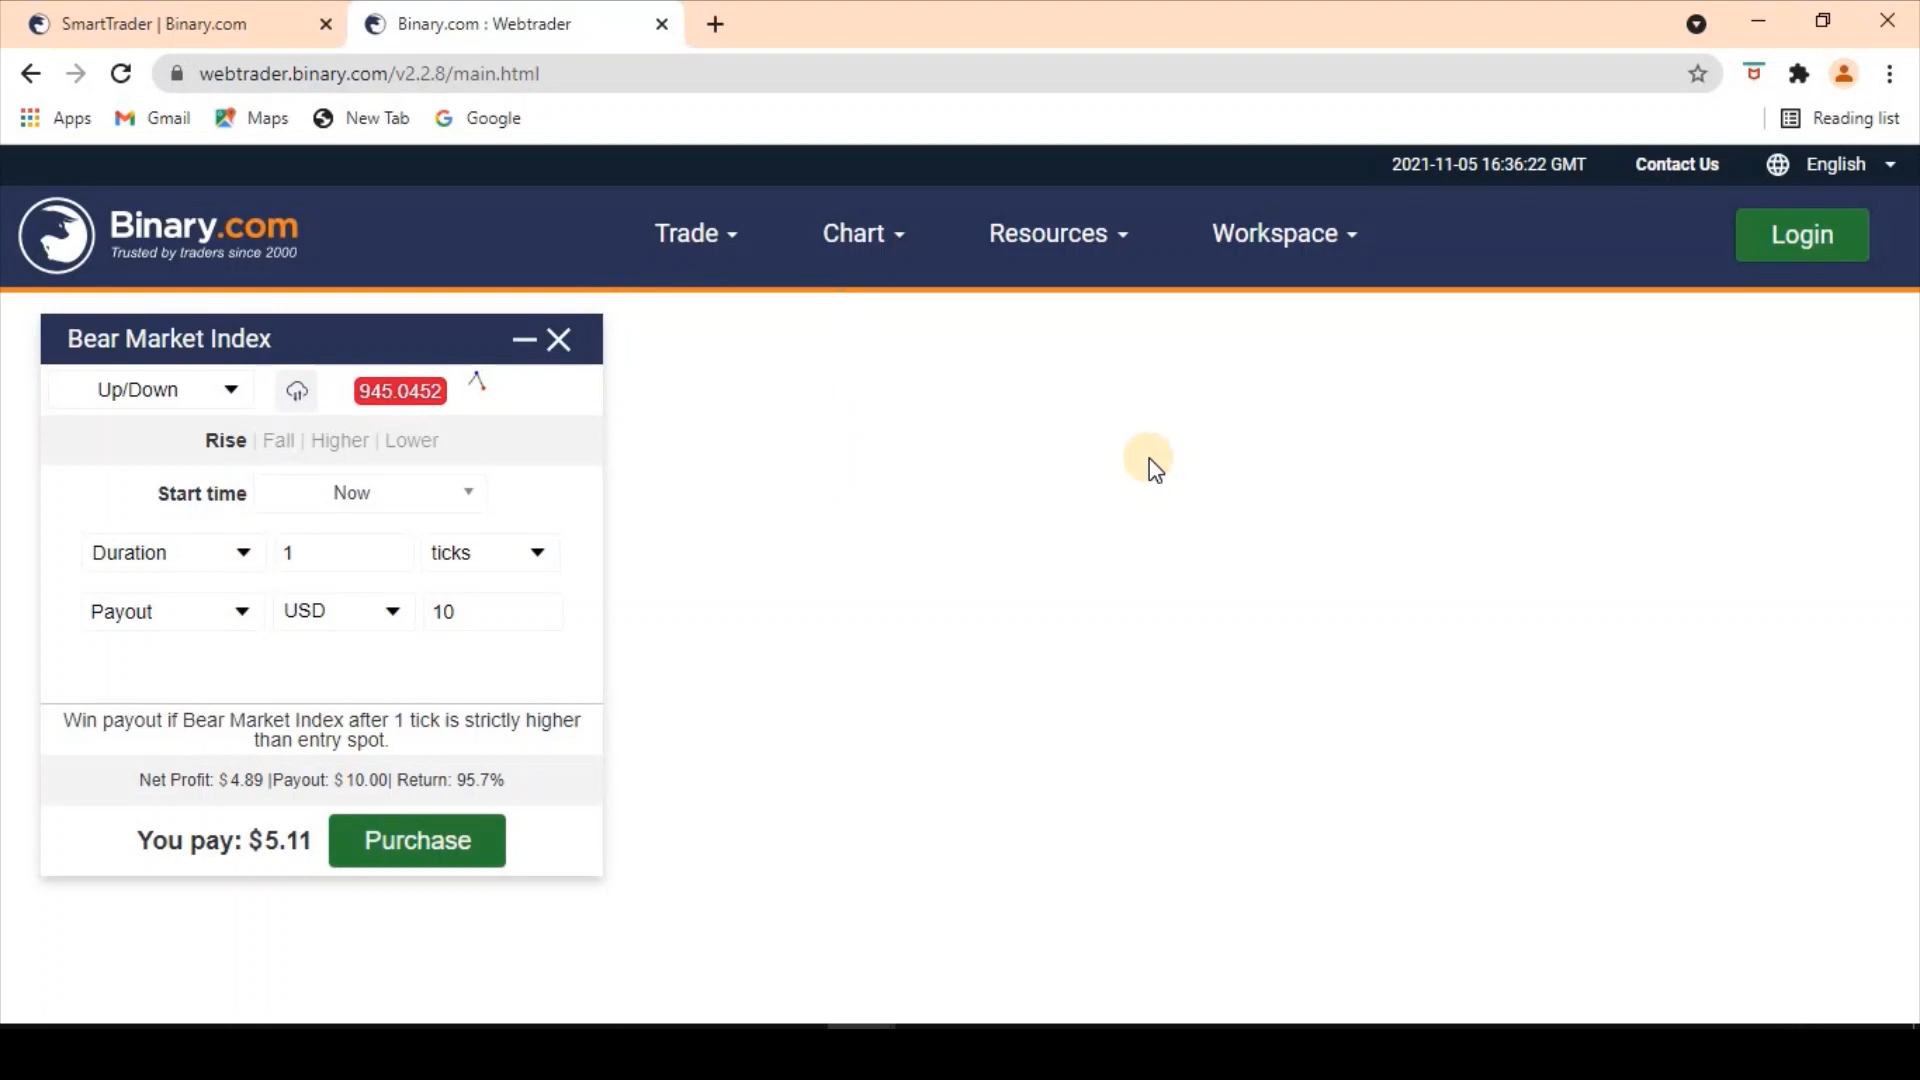 SmartTrader | Binary.com
Binary.com : Webtrader
webtrader.binary.com/v2.2.8/main.html
Apps Gmail Maps New Tab Google Reading list
2021-11-05 16:36:22 GMT Contact Us English
Binary.com
Trusted by traders since 2000
Trade Chart Resources Workspace Login
Bear Market Index
Up/Down 945.0452
Rise | Fall | Higher | Lower
Start time Now
Duration 1 ticks
Payout USD 10
Win payout if Bear Market Index after 1 tick is strictly higher
than entry spot.
Net Profit: $4.89 |Payout: $10.00| Return: 95.7%
You pay: $5.11 Purchase